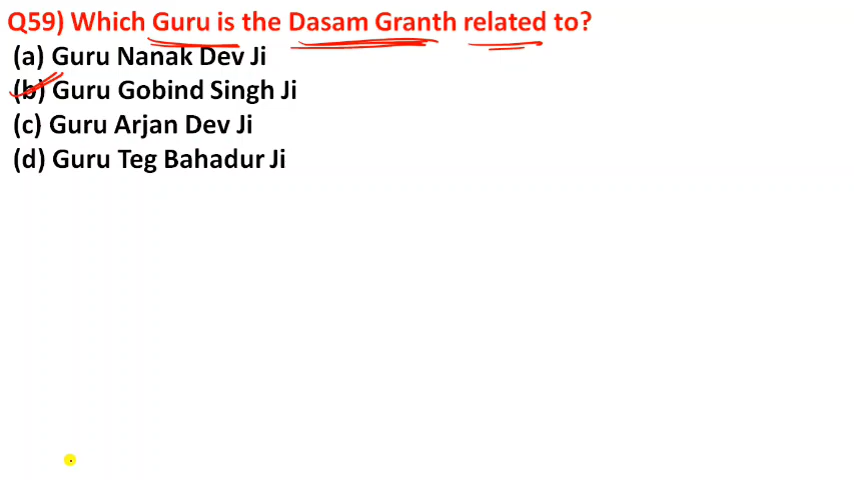 Q59) Which Guru is the Dasam Granth related to?
(a) Guru Nanak Dev Ji
(b) Guru Gobind Singh Ji
(c) Guru Arjan Dev Ji
(d) Guru Teg Bahadur Ji